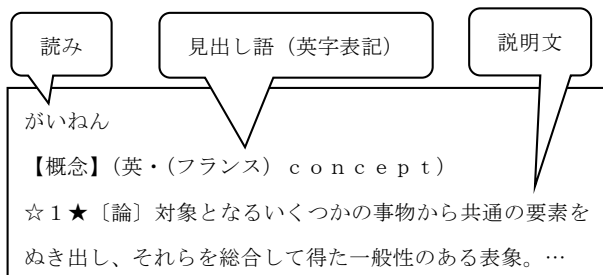 読み
見出し語（英字表記）
説明文
がいねん
【概念】（英・（フランス）ｃｏｎｃｅｐｔ）
☆１★〔論〕対象となるいくつかの事物から共通の要素を
ぬき出し、それらを総合して得た一般性のある表象。…